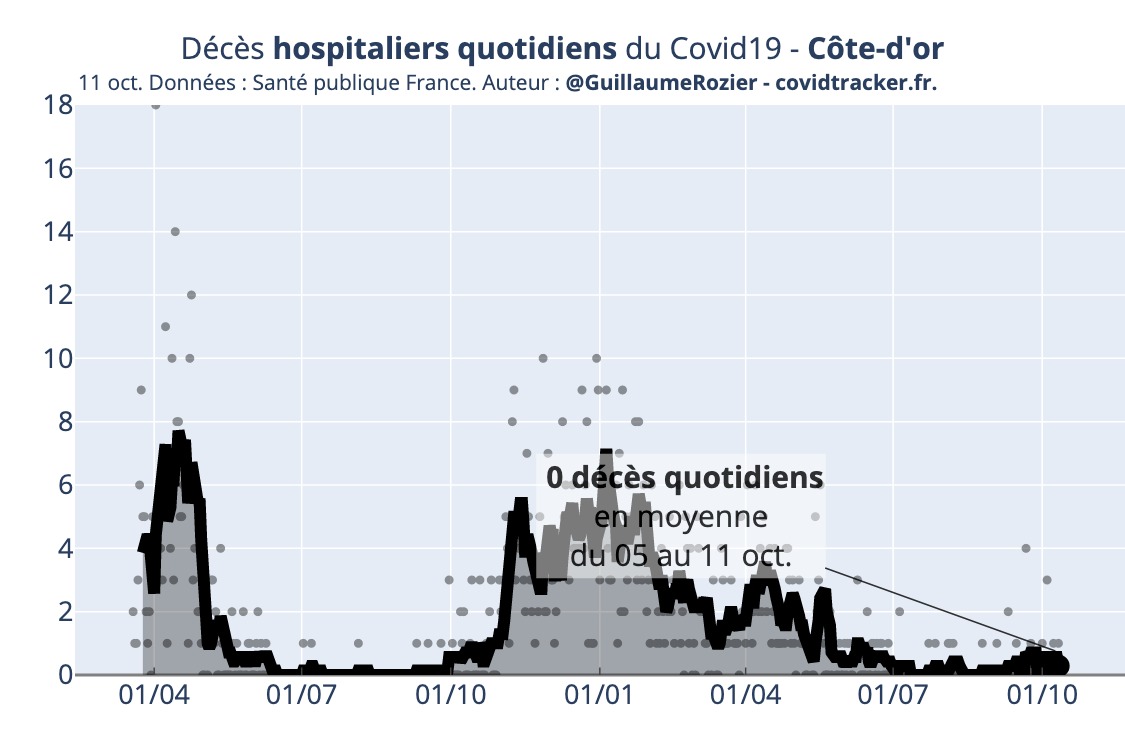 Décès hospitaliers quotidiens du Covid19 - Côte-d'or
11 oct. Données : Santé publique France. Auteur : @GuillaumeRozier - covidtracker.fr.
18
16
14
12
10
8
6
4
2
0
0 décès quotidiens
en moyenne
du 05 au 11 oct.
01/04 01/07 01/10 01/01 01/04 01/07 01/10